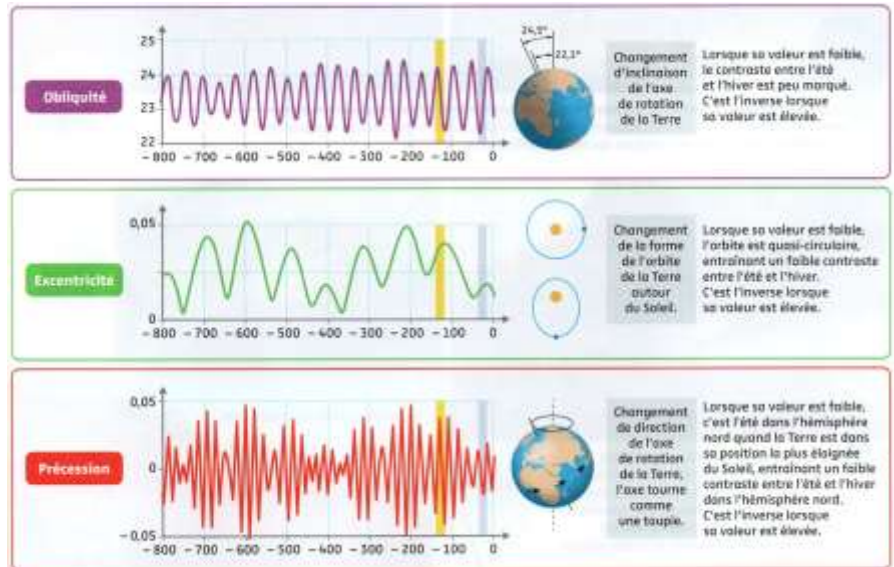 Obliquité
25
24
23
22
-800 -700 -600 -500 -400 -300 -200 -100 0
24,5°
22,1°
Changement
d'inclinaison
de l'axe
de rotation
de la Terre
Lorsque sa valeur est faible,
le contraste entre l'été
et l'hiver est peu marqué.
C'est l'inverse lorsque
sa valeur est élevée.
Excentricité
0,05
0
-800 -700 -600 -500 -400 -300 -200 -100 0
Changement
de la forme
de l'orbite
de la Terre
autour
du Soleil.
Lorsque sa valeur est faible,
l'orbite est quasi-circulaire,
entraînant un faible contraste
entre l'été et l'hiver.
C'est l'inverse lorsque
sa valeur est élevée.
Précession
0,05
0
-0,05
-800 -700 -600 -500 -400 -300 -200 -100 0
Changement
de direction
de l'axe
de rotation
de la Terre,
l'axe tourne
comme
une toupie.
Lorsque sa valeur est faible,
c'est l'été dans l'hémisphère
nord quand la Terre est dans
sa position la plus éloignée
du Soleil, entraînant un faible
contraste entre l'été et l'hiver
dans l'hémisphère nord.
C'est l'inverse lorsque
sa valeur est élevée.